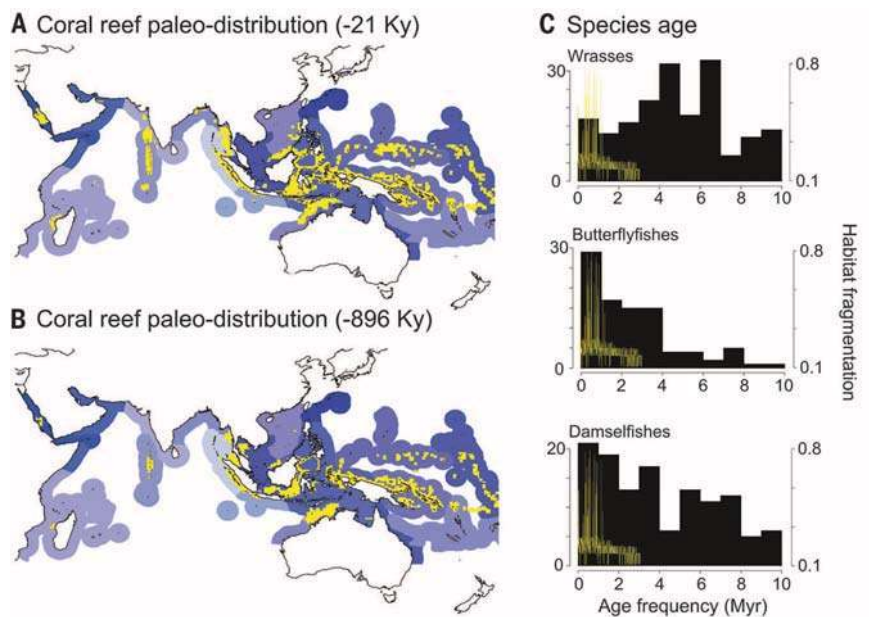 A Coral reef paleo-distribution (-21 Ky)
B Coral reef paleo-distribution (-896 Ky)
C Species age
Wrasses
30
0
0.8
0.1
0 2 4 6 8 10
Butterflyfishes
30
0
0.8
0.1
0 2 4 6 8 10
Damselfishes
20
0
0.8
0.1
0 2 4 6 8 10
Age frequency (Myr)
Habitat fragmentation